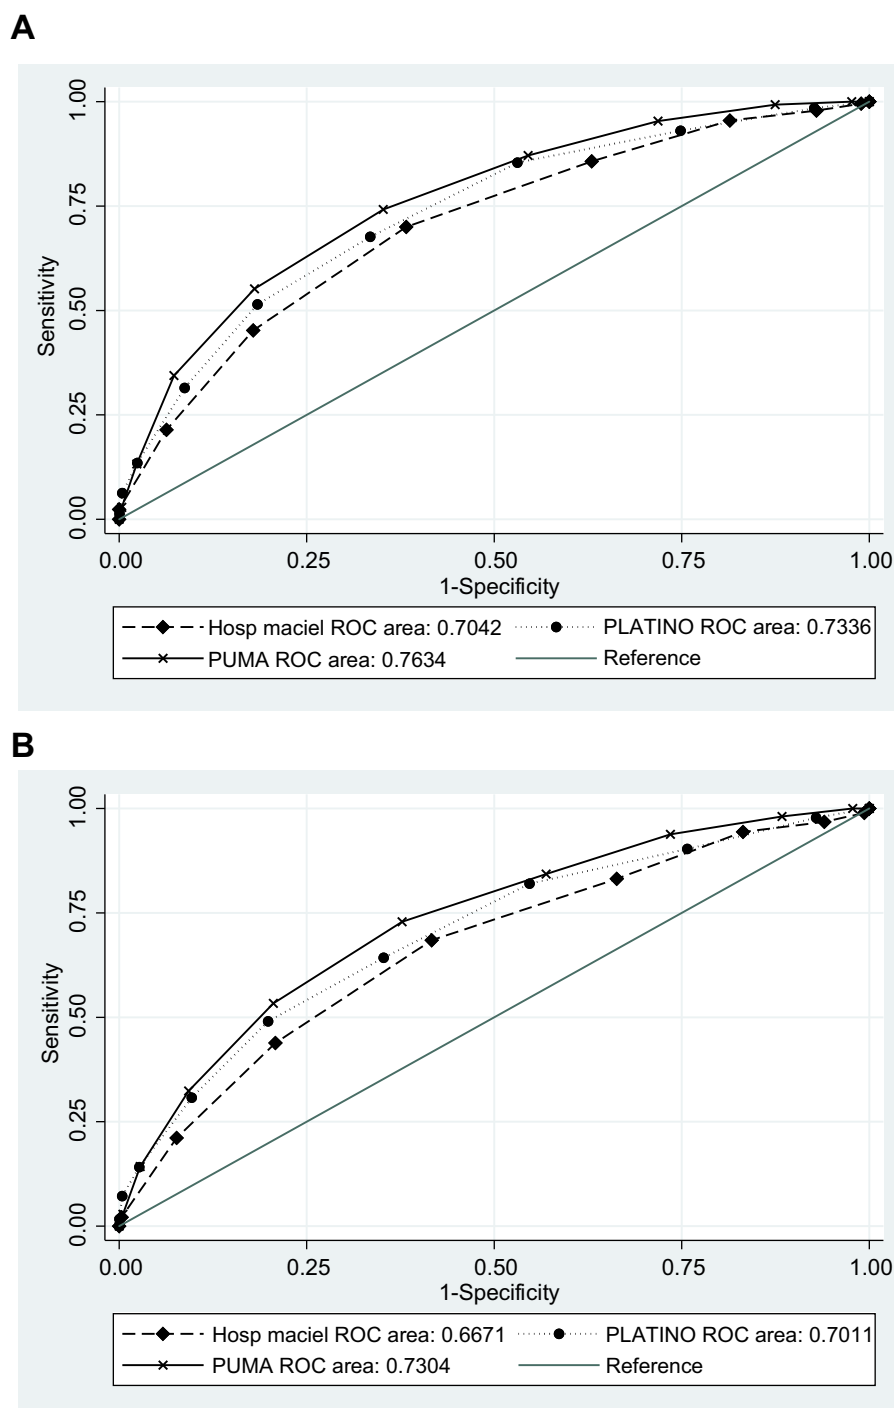 A
1.00
0.75
0.50
0.25
0.00
Sensitivity
0.00 0.25 0.50 0.75 1.00
1-Specificity
Hosp maciel ROC area: 0.7042 PLATINO ROC area: 0.7336
PUMA ROC area: 0.7634 Reference
B
1.00
0.75
0.50
0.25
0.00
Sensitivity
0.00 0.25 0.50 0.75 1.00
1-Specificity
Hosp maciel ROC area: 0.6671 PLATINO ROC area: 0.7011
PUMA ROC area: 0.7304 Reference